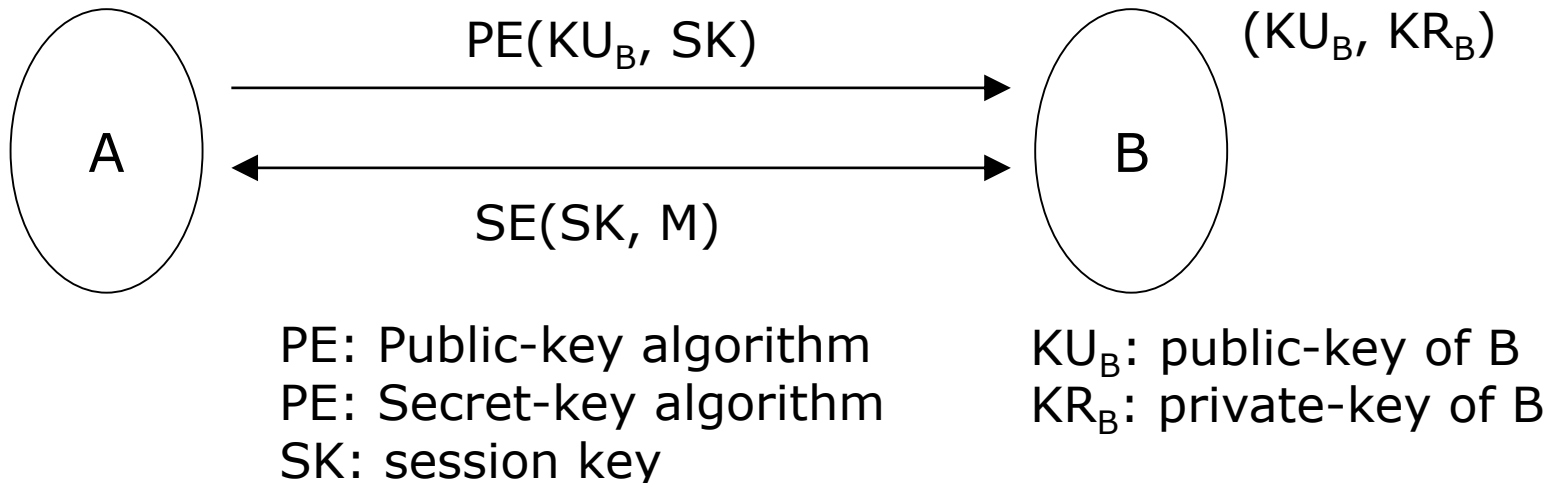 PE(KU_B, SK)
(KU_B, KR_B)
A
B
SE(SK, M)
PE: Public-key algorithm
PE: Secret-key algorithm
SK: session key
KU_B: public-key of B
KR_B: private-key of B